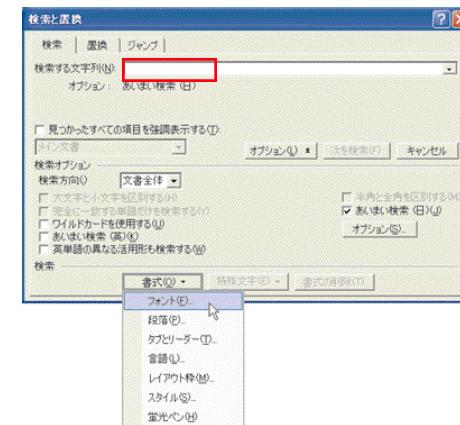 検索と置換
検索 置換 ジャンプ
検索する文字列(N):
オプション: あいまい検索 (日)
見つかったすべての項目を強調表示する(T):
メイン文書
オプション(L) 次を検索(F) キャンセル
検索オプション
検索方向() 文書全体
大文字と小文字を区別する(H) 半角と全角を区別する(M)
完全に一致する単語だけを検索する(Y) あいまい検索 (日)(J)
ワイルドカードを使用する(U) オプション(S)...
あいまい検索 (英)(K)
英単語の異なる活用形も検索する(W)
検索
書式(O) 特殊文字(E) 書式の削除(T)
フォント(F)...
段落(P)...
タブとリーダー(T)...
言語(L)...
レイアウト枠(M)...
スタイル(S)...
蛍光ペン(H)